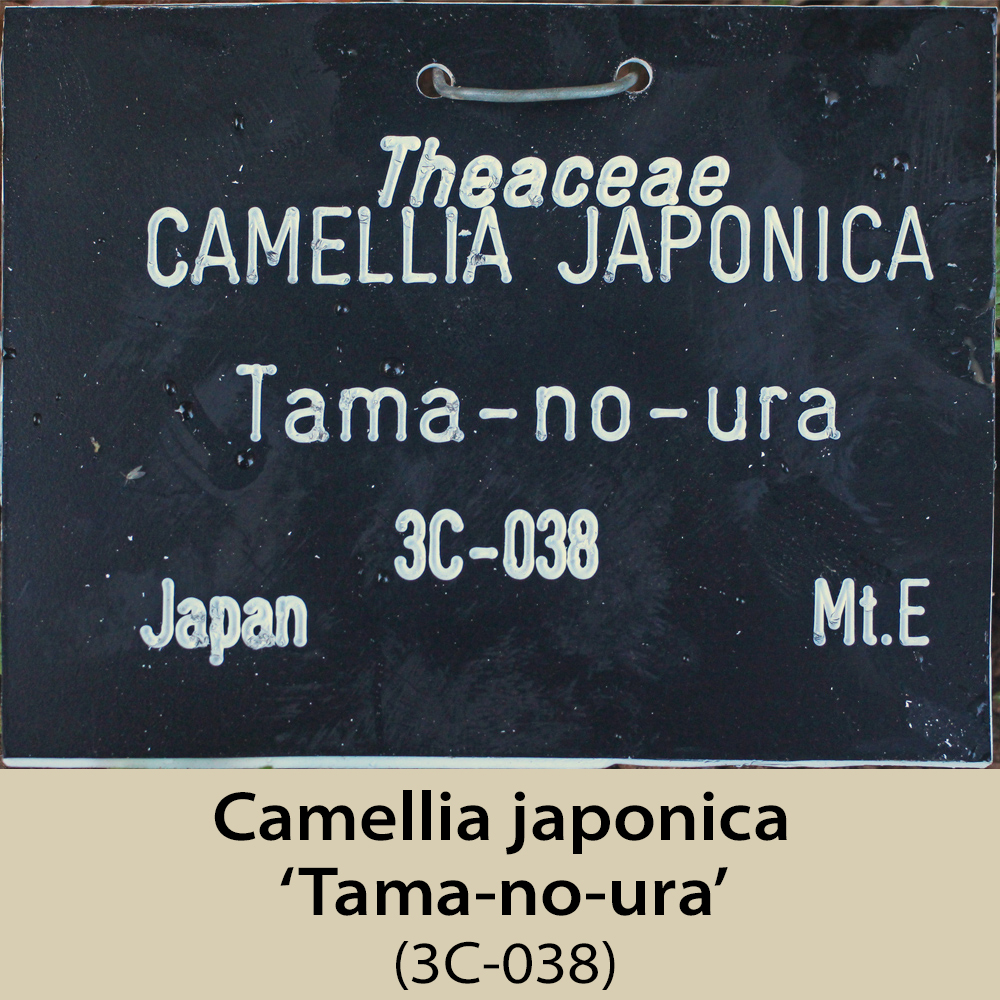 Theaceae
CAMELLIA JAPONICA
Tama-no-ura
3C-038
Japan Mt.E
Camellia japonica
‘Tama-no-ura’
(3C-038)